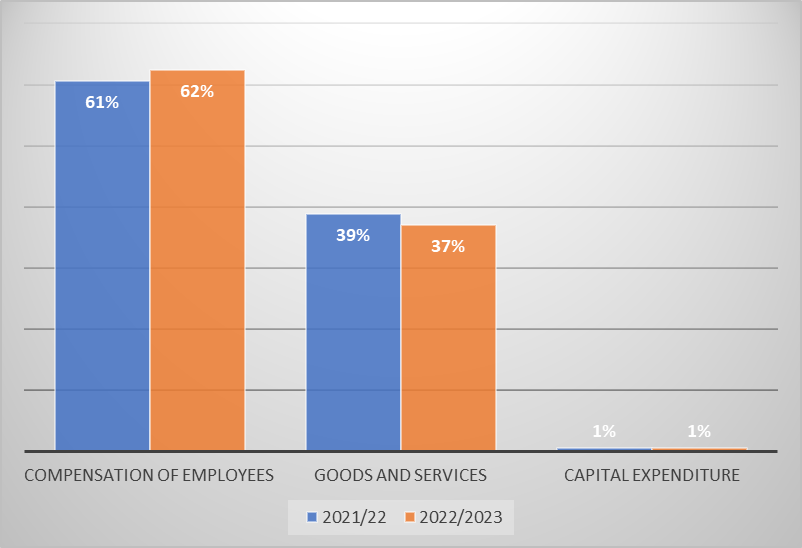 61%
62%
39%
37%
1%
1%
COMPENSATION OF EMPLOYEES
GOODS AND SERVICES
CAPITAL EXPENDITURE
2021/22
2022/2023